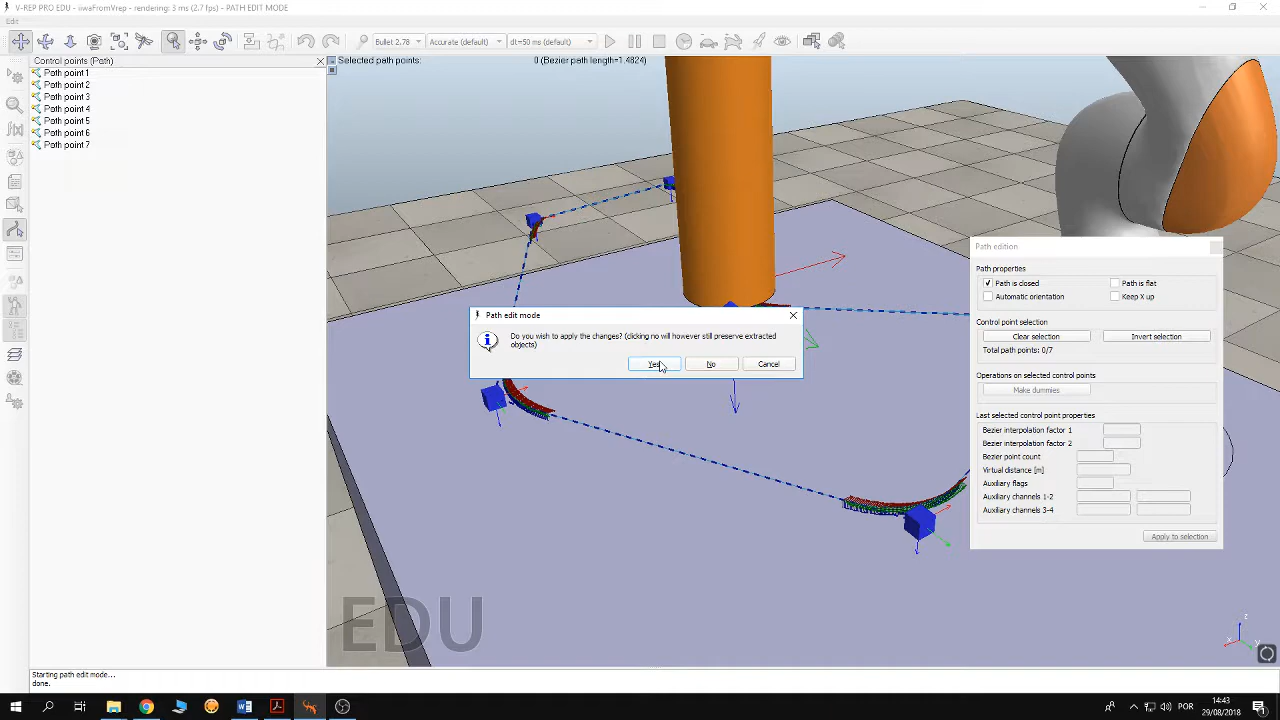 V-REP PRO EDU - iiwaFromVrep - rendering: 3 ms (2.7 fps) - PATH EDIT MODE
Edit
Bullet 2.78
Accurate (default)
dt=50 ms (default)
Control points (Path)
Path point 1
Path point 2
Path point 3
Path point 4
Path point 5
Path point 6
Path point 7
Selected path points: 0 (Bezier path length=1.4824)
Path edit mode
Do you wish to apply the changes? (clicking no will however still preserve extracted
objects)
Yes
No
Cancel
Path edition
Path properties
Path is closed
Path is flat
Automatic orientation
Keep X up
Control point selection
Clear selection
Invert selection
Total path points: 0/7
Operations on selected control points
Make dummies
Last selected control point properties
Bezier interpolation factor 1
Bezier interpolation factor 2
Bezier point count
Virtual distance [m]
Auxiliary flags
Auxiliary channels 1-2
Auxiliary channels 3-4
Apply to selection
EDU
z
x
Starting path edit mode...
done.
POR
14:43
29/08/2018